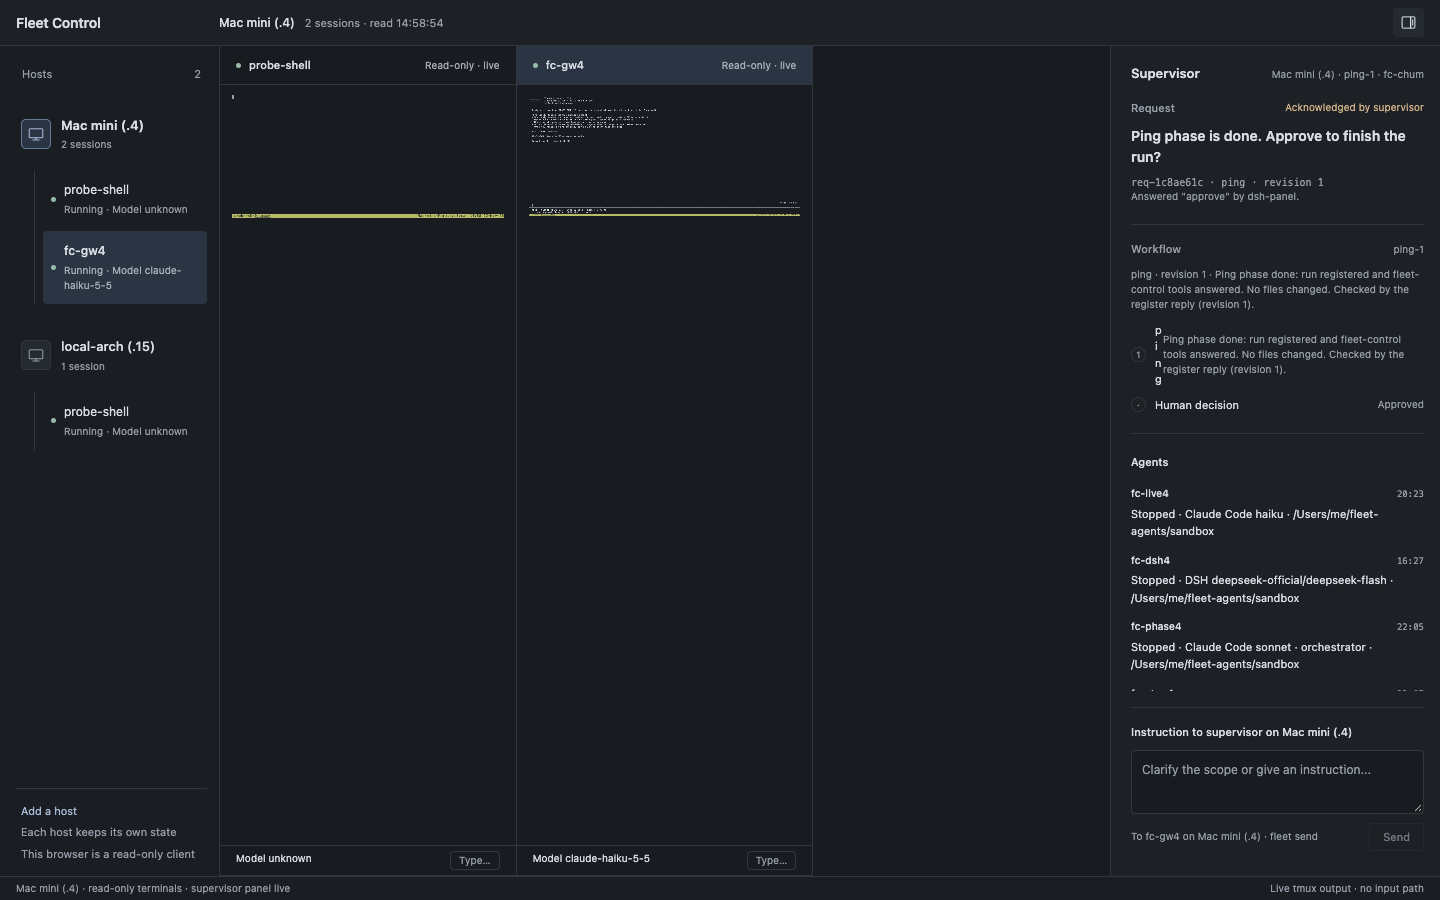 Fleet Control
Mac mini (.4) 2 sessions · read 14:58:54
Hosts 2
Mac mini (.4)
2 sessions
probe-shell
Running · Model unknown
fc-gw4
Running · Model claude-
haiku-5-5
local-arch (.15)
1 session
probe-shell
Running · Model unknown
Add a host
Each host keeps its own state
This browser is a read-only client
probe-shell Read-only · live
Model unknown Type...
fc-gw4 Read-only · live
Model claude-haiku-5-5 Type...
Supervisor Mac mini (.4) · ping-1 · fc-chum
Request Acknowledged by supervisor
Ping phase is done. Approve to finish the
run?
req-1c8ae61c · ping · revision 1
Answered "approve" by dsh-panel.
Workflow ping-1
ping · revision 1 · Ping phase done: run registered and fleet-
control tools answered. No files changed. Checked by the
register reply (revision 1).
1 ping Ping phase done: run registered and fleet-control
tools answered. No files changed. Checked by the
register reply (revision 1).
· Human decision Approved
Agents
fc-live4 20:23
Stopped · Claude Code haiku · /Users/me/fleet-
agents/sandbox
fc-dsh4 16:27
Stopped · DSH deepseek-official/deepseek-flash ·
/Users/me/fleet-agents/sandbox
fc-phase4 22:05
Stopped · Claude Code sonnet · orchestrator ·
/Users/me/fleet-agents/sandbox
Instruction to supervisor on Mac mini (.4)
Clarify the scope or give an instruction...
To fc-gw4 on Mac mini (.4) · fleet send Send
Mac mini (.4) · read-only terminals · supervisor panel live
Live tmux output · no input path